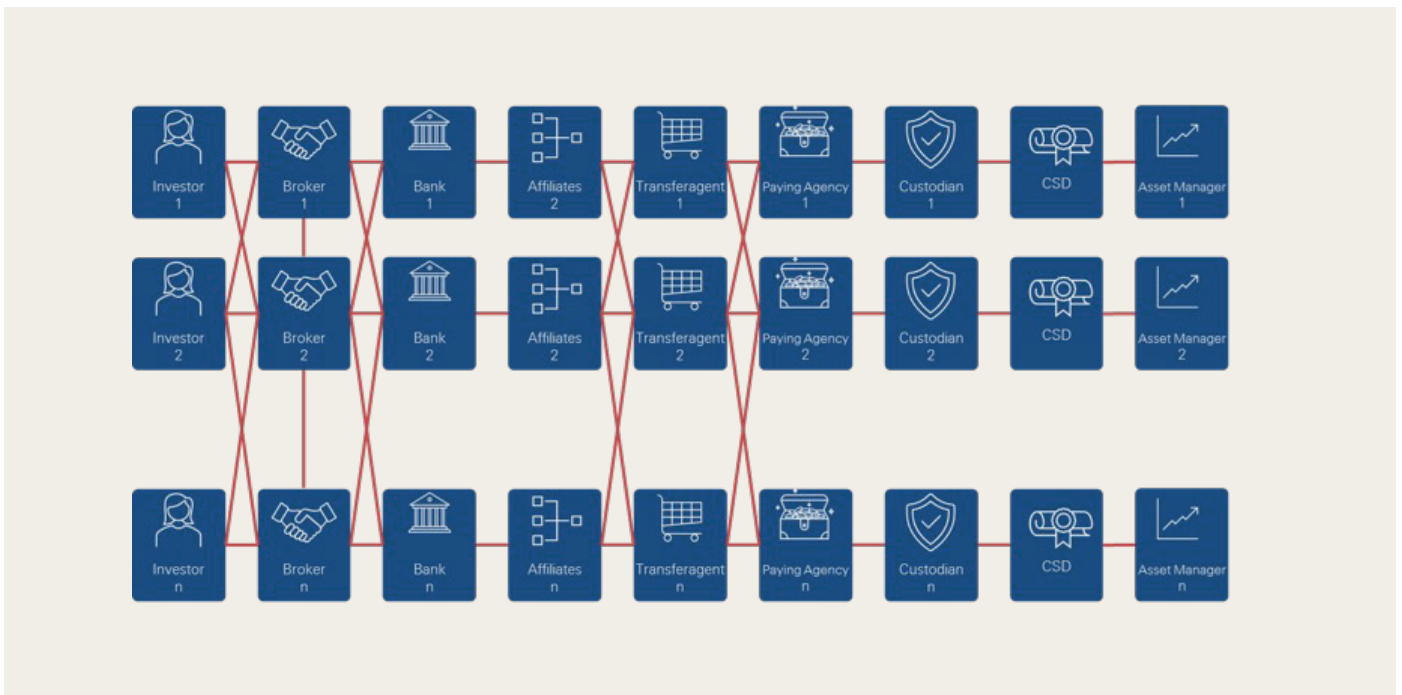 Investor
1
Broker
1
Bank
1
Affiliates
2
Transferagent
1
Paying Agency
1
Custodian
1
CSD
Asset Manager
1
Investor
2
Broker
2
Bank
2
Affiliates
2
Transferagent
2
Paying Agency
2
Custodian
2
CSD
Asset Manager
2
Investor
n
Broker
n
Bank
n
Affiliates
n
Transferagent
n
Paying Agency
n
Custodian
n
CSD
Asset Manager
n